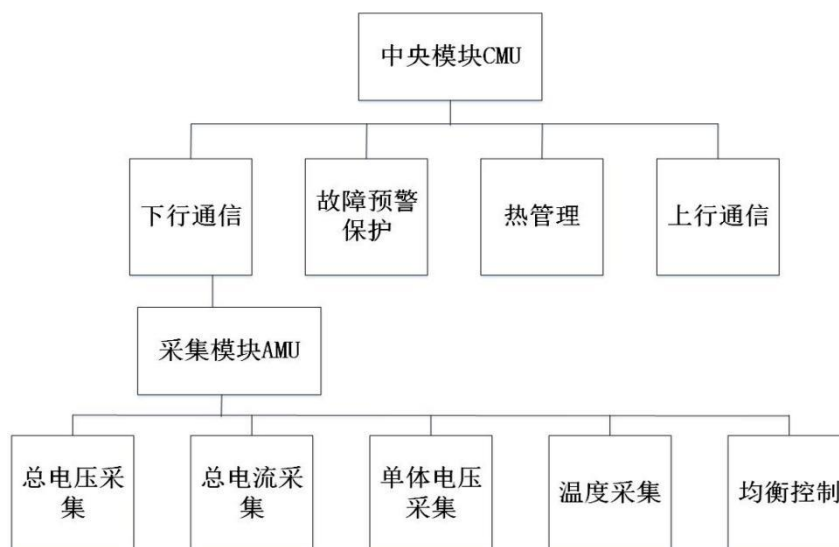 中央模块CMU
下行通信
故障预警
保护
热管理
上行通信
采集模块AMU
总电压采
集
总电流采
集
单体电压
采集
温度采集
均衡控制